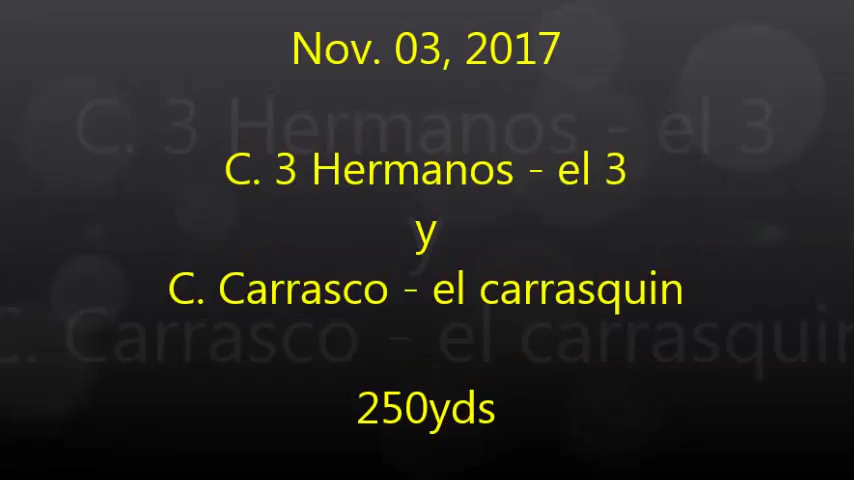 Nov. 03, 2017
C. 3 Hermanos - el 3
y
C. Carrasco - el carrasquin
250yds